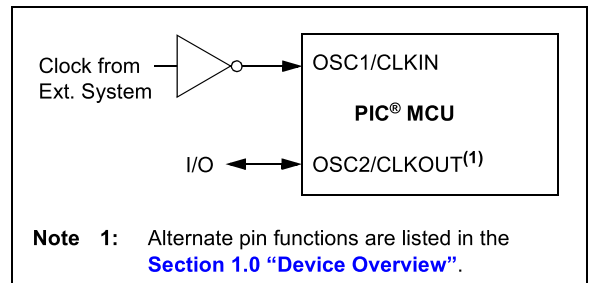 Clock from
Ext. System
OSC1/CLKIN
PIC® MCU
I/O
OSC2/CLKOUT(1)
Note 1: Alternate pin functions are listed in the
Section 1.0 “Device Overview”.